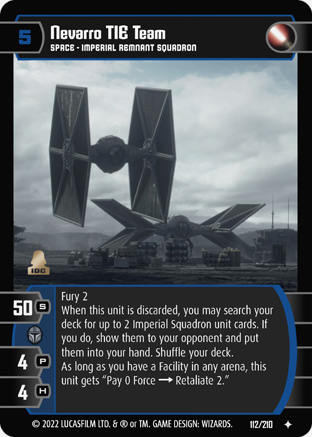 5 Nevarro TIE Team
SPACE - IMPERIAL REMNANT SQUADRON
IDC
50 S
4 P
4 H
Fury 2
When this unit is discarded, you may search your
deck for up to 2 Imperial Squadron unit cards. If
you do, show them to your opponent and put
them into your hand. Shuffle your deck.
As long as you have a Facility in any arena, this
unit gets "Pay 0 Force → Retaliate 2."
© 2022 LUCASFILM LTD. & ® or TM. GAME DESIGN: WIZARDS. 112/210